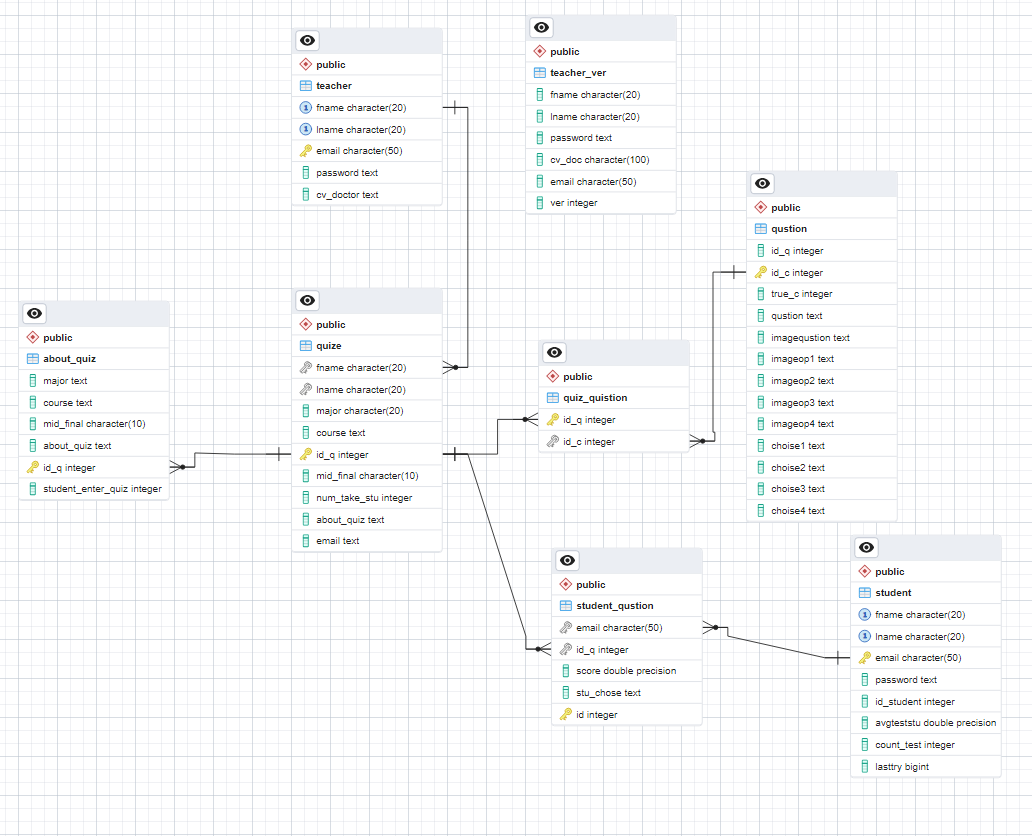 public
teacher
fname character(20)
lname character(20)
email character(50)
password text
cv_doctor text
public
teacher_ver
fname character(20)
lname character(20)
password text
cv_doc character(100)
email character(50)
ver integer
public
qustion
id_q integer
id_c integer
true_c integer
qustion text
imagequstion text
imageop1 text
imageop2 text
imageop3 text
imageop4 text
choise1 text
choise2 text
choise3 text
choise4 text
public
about_quiz
major text
course text
mid_final character(10)
about_quiz text
id_q integer
student_enter_quiz integer
public
quize
fname character(20)
lname character(20)
major character(20)
course text
id_q integer
mid_final character(10)
num_take_stu integer
about_quiz text
email text
public
quiz_quistion
id_q integer
id_c integer
public
student_qustion
email character(50)
id_q integer
score double precision
stu_chose text
id integer
public
student
fname character(20)
lname character(20)
email character(50)
password text
id_student integer
avgteststu double precision
count_test integer
lasttry bigint